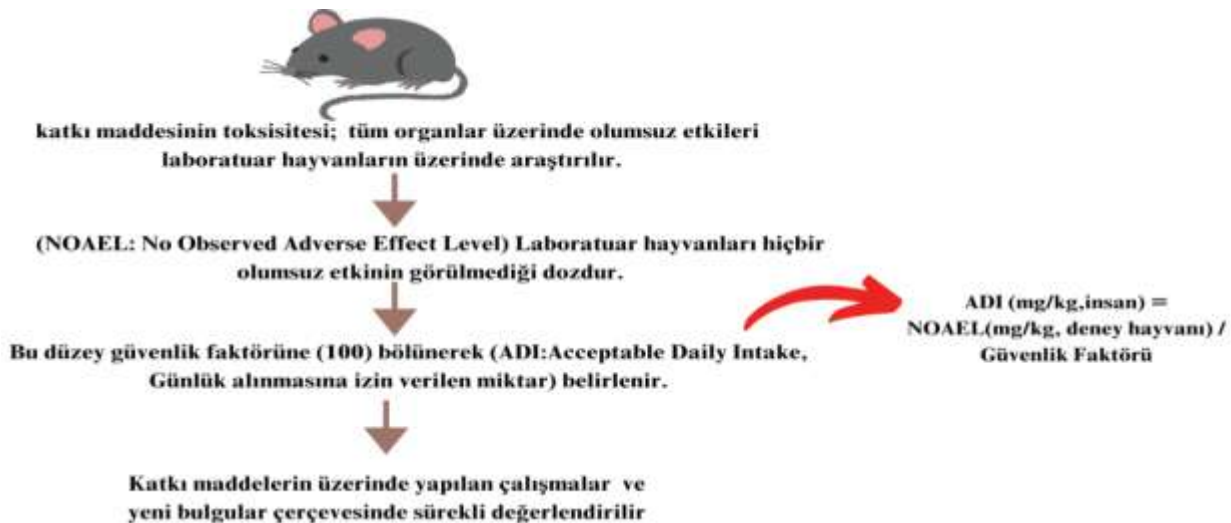 katkı maddesinin toksisitesi; tüm organlar üzerinde olumsuz etkileri
laboratuar hayvanların üzerinde araştırılır.
(NOAEL: No Observed Adverse Effect Level) Laboratuar hayvanları hiçbir
olumsuz etkinin görülmediği dozdur.
Bu düzey güvenlik faktörüne (100) bölünerek (ADI:Acceptable Daily Intake,
Günlük alınmasına izin verilen miktar) belirlenir.
ADI (mg/kg,insan) =
NOAEL(mg/kg, deney hayvanı) /
Güvenlik Faktörü
Katkı maddelerin üzerinde yapılan çalışmalar ve
yeni bulgular çerçevesinde sürekli değerlendirilir